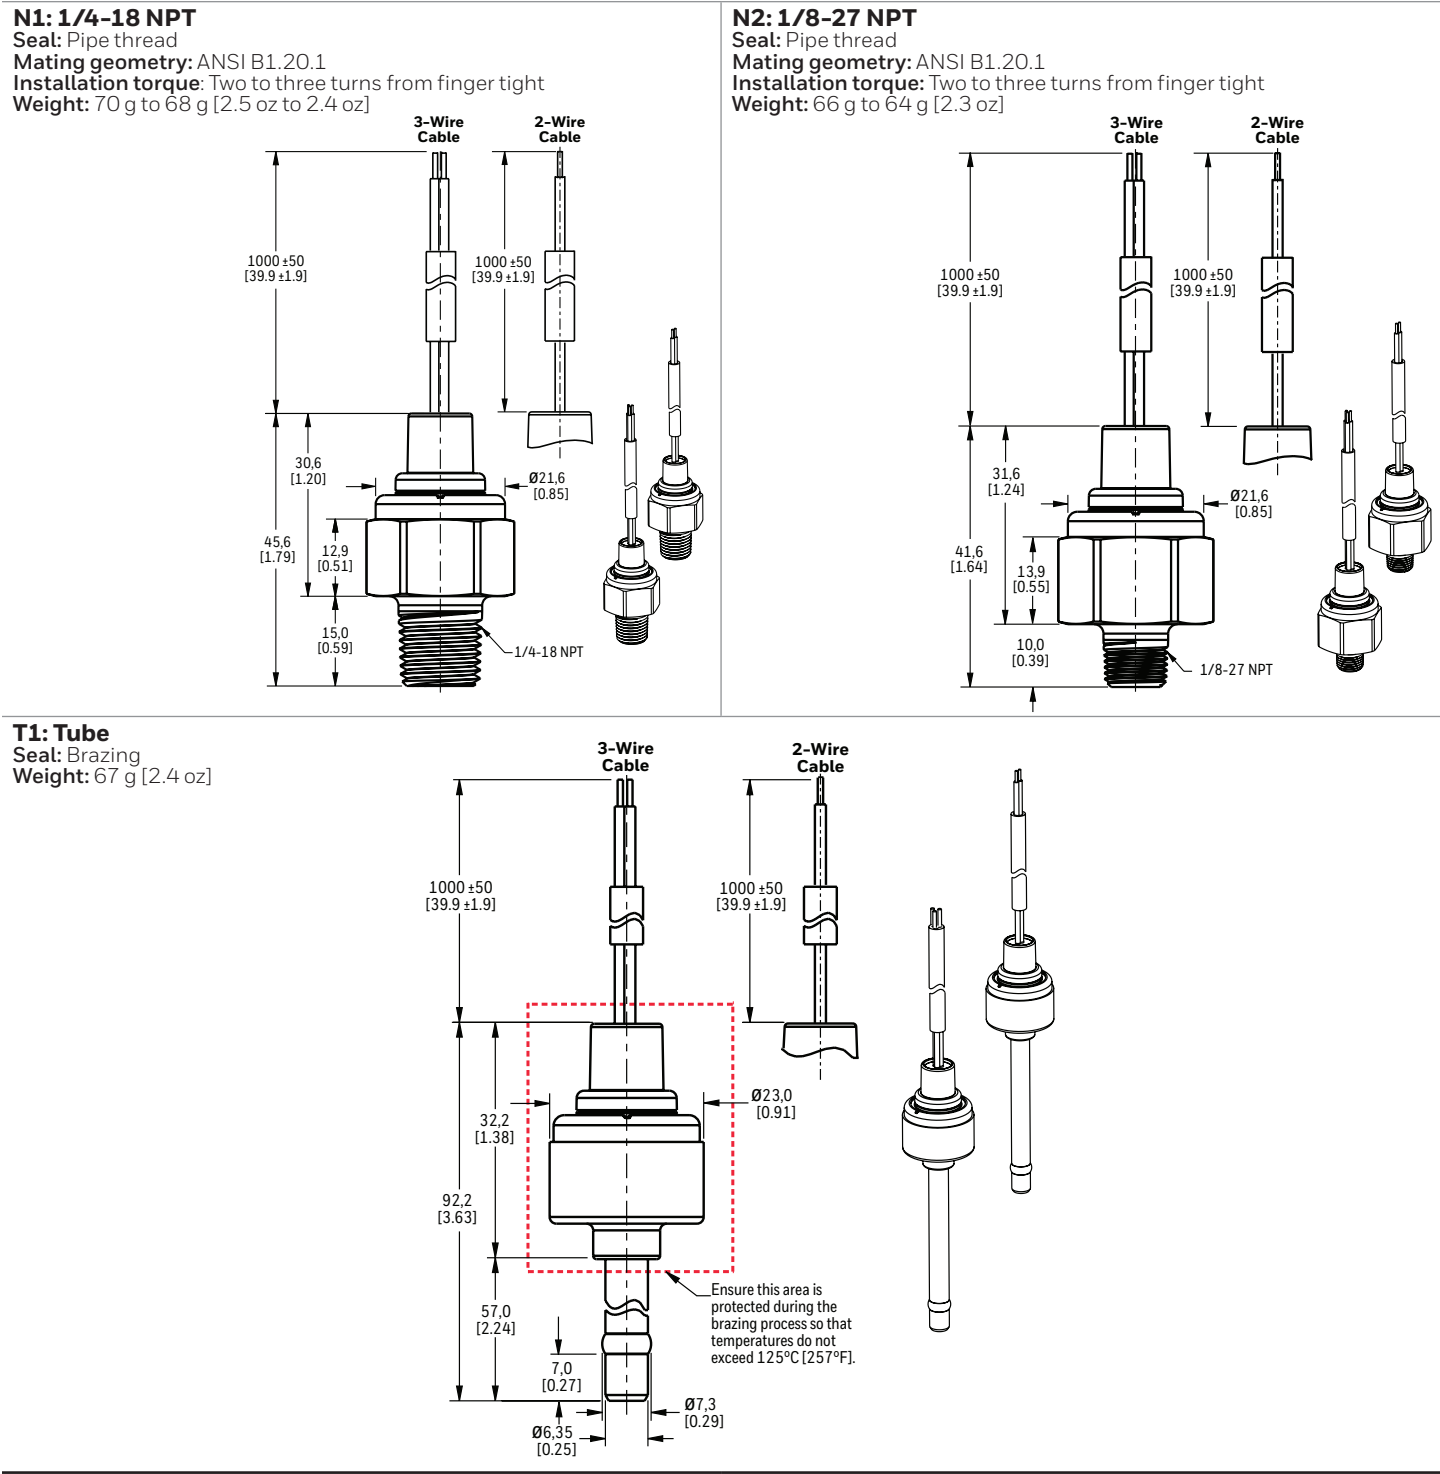 N1: 1/4-18 NPT
Seal: Pipe thread
Mating geometry: ANSI B1.20.1
Installation torque: Two to three turns from finger tight
Weight: 70 g to 68 g [2.5 oz to 2.4 oz]
3-Wire
Cable
2-Wire
Cable
1000 ±50
[39.9 ±1.9]
1000 ±50
[39.9 ±1.9]
30,6
[1.20]
Ø21,6
[0.85]
45,6
[1.79]
12,9
[0.51]
15,0
[0.59]
1/4-18 NPT
N2: 1/8-27 NPT
Seal: Pipe thread
Mating geometry: ANSI B1.20.1
Installation torque: Two to three turns from finger tight
Weight: 66 g to 64 g [2.3 oz]
3-Wire
Cable
2-Wire
Cable
1000 ±50
[39.9 ±1.9]
1000 ±50
[39.9 ±1.9]
31,6
[1.24]
Ø21,6
[0.85]
41,6
[1.64]
13,9
[0.55]
10,0
[0.39]
1/8-27 NPT
T1: Tube
Seal: Brazing
Weight: 67 g [2.4 oz]
3-Wire
Cable
2-Wire
Cable
1000 ±50
[39.9 ±1.9]
1000 ±50
[39.9 ±1.9]
Ø23,0
[0.91]
32,2
[1.38]
92,2
[3.63]
57,0
[2.24]
Ensure this area is
protected during the
brazing process so that
temperatures do not
exceed 125°C [257°F].
7,0
[0.27]
Ø7,3
[0.29]
Ø6,35
[0.25]